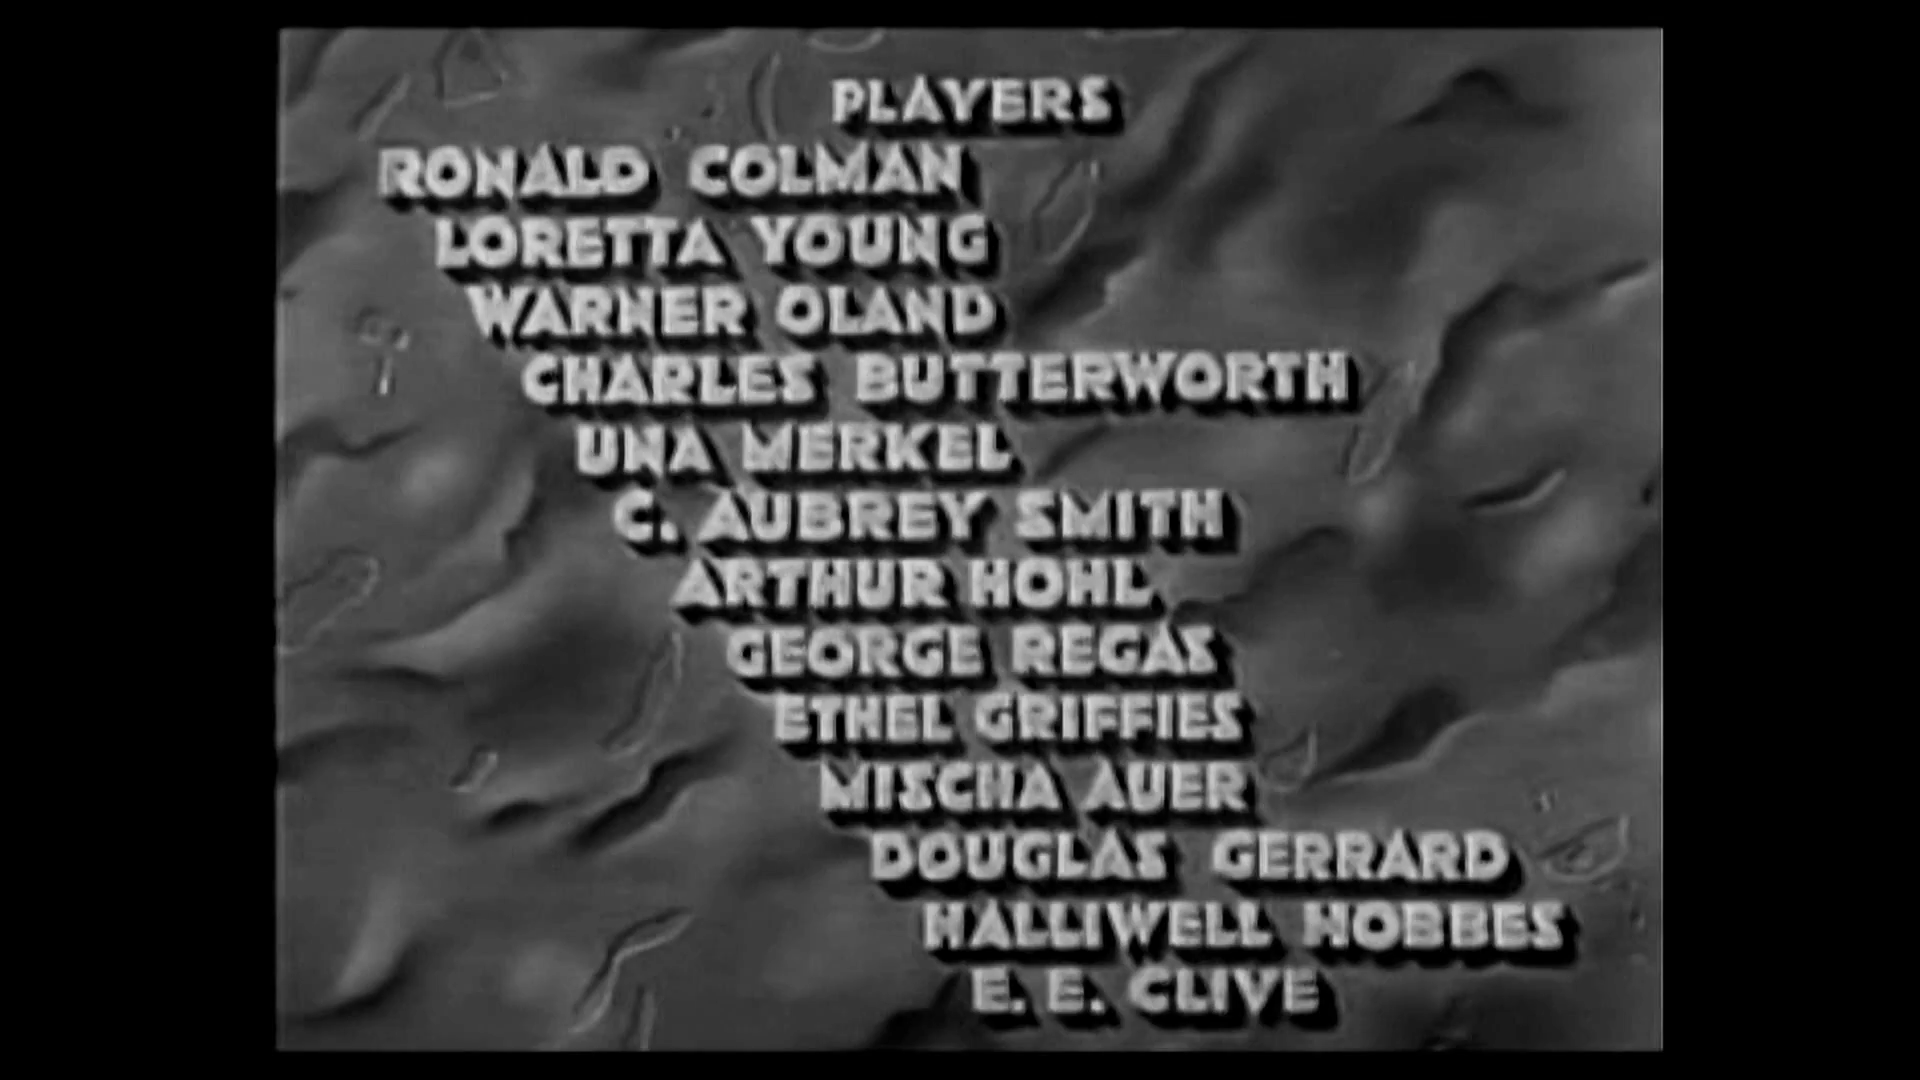 PLAYERS
RONALD COLMAN
LORETTA YOUNG
WARNER OLAND
CHARLES BUTTERWORTH
UNA MERKEL
C. AUBREY SMITH
ARTHUR HOHL
GEORGE REGAS
ETHEL GRIFFIES
MISCHA AUER
DOUGLAS GERRARD
HALLIWELL HOBBES
E. E. CLIVE